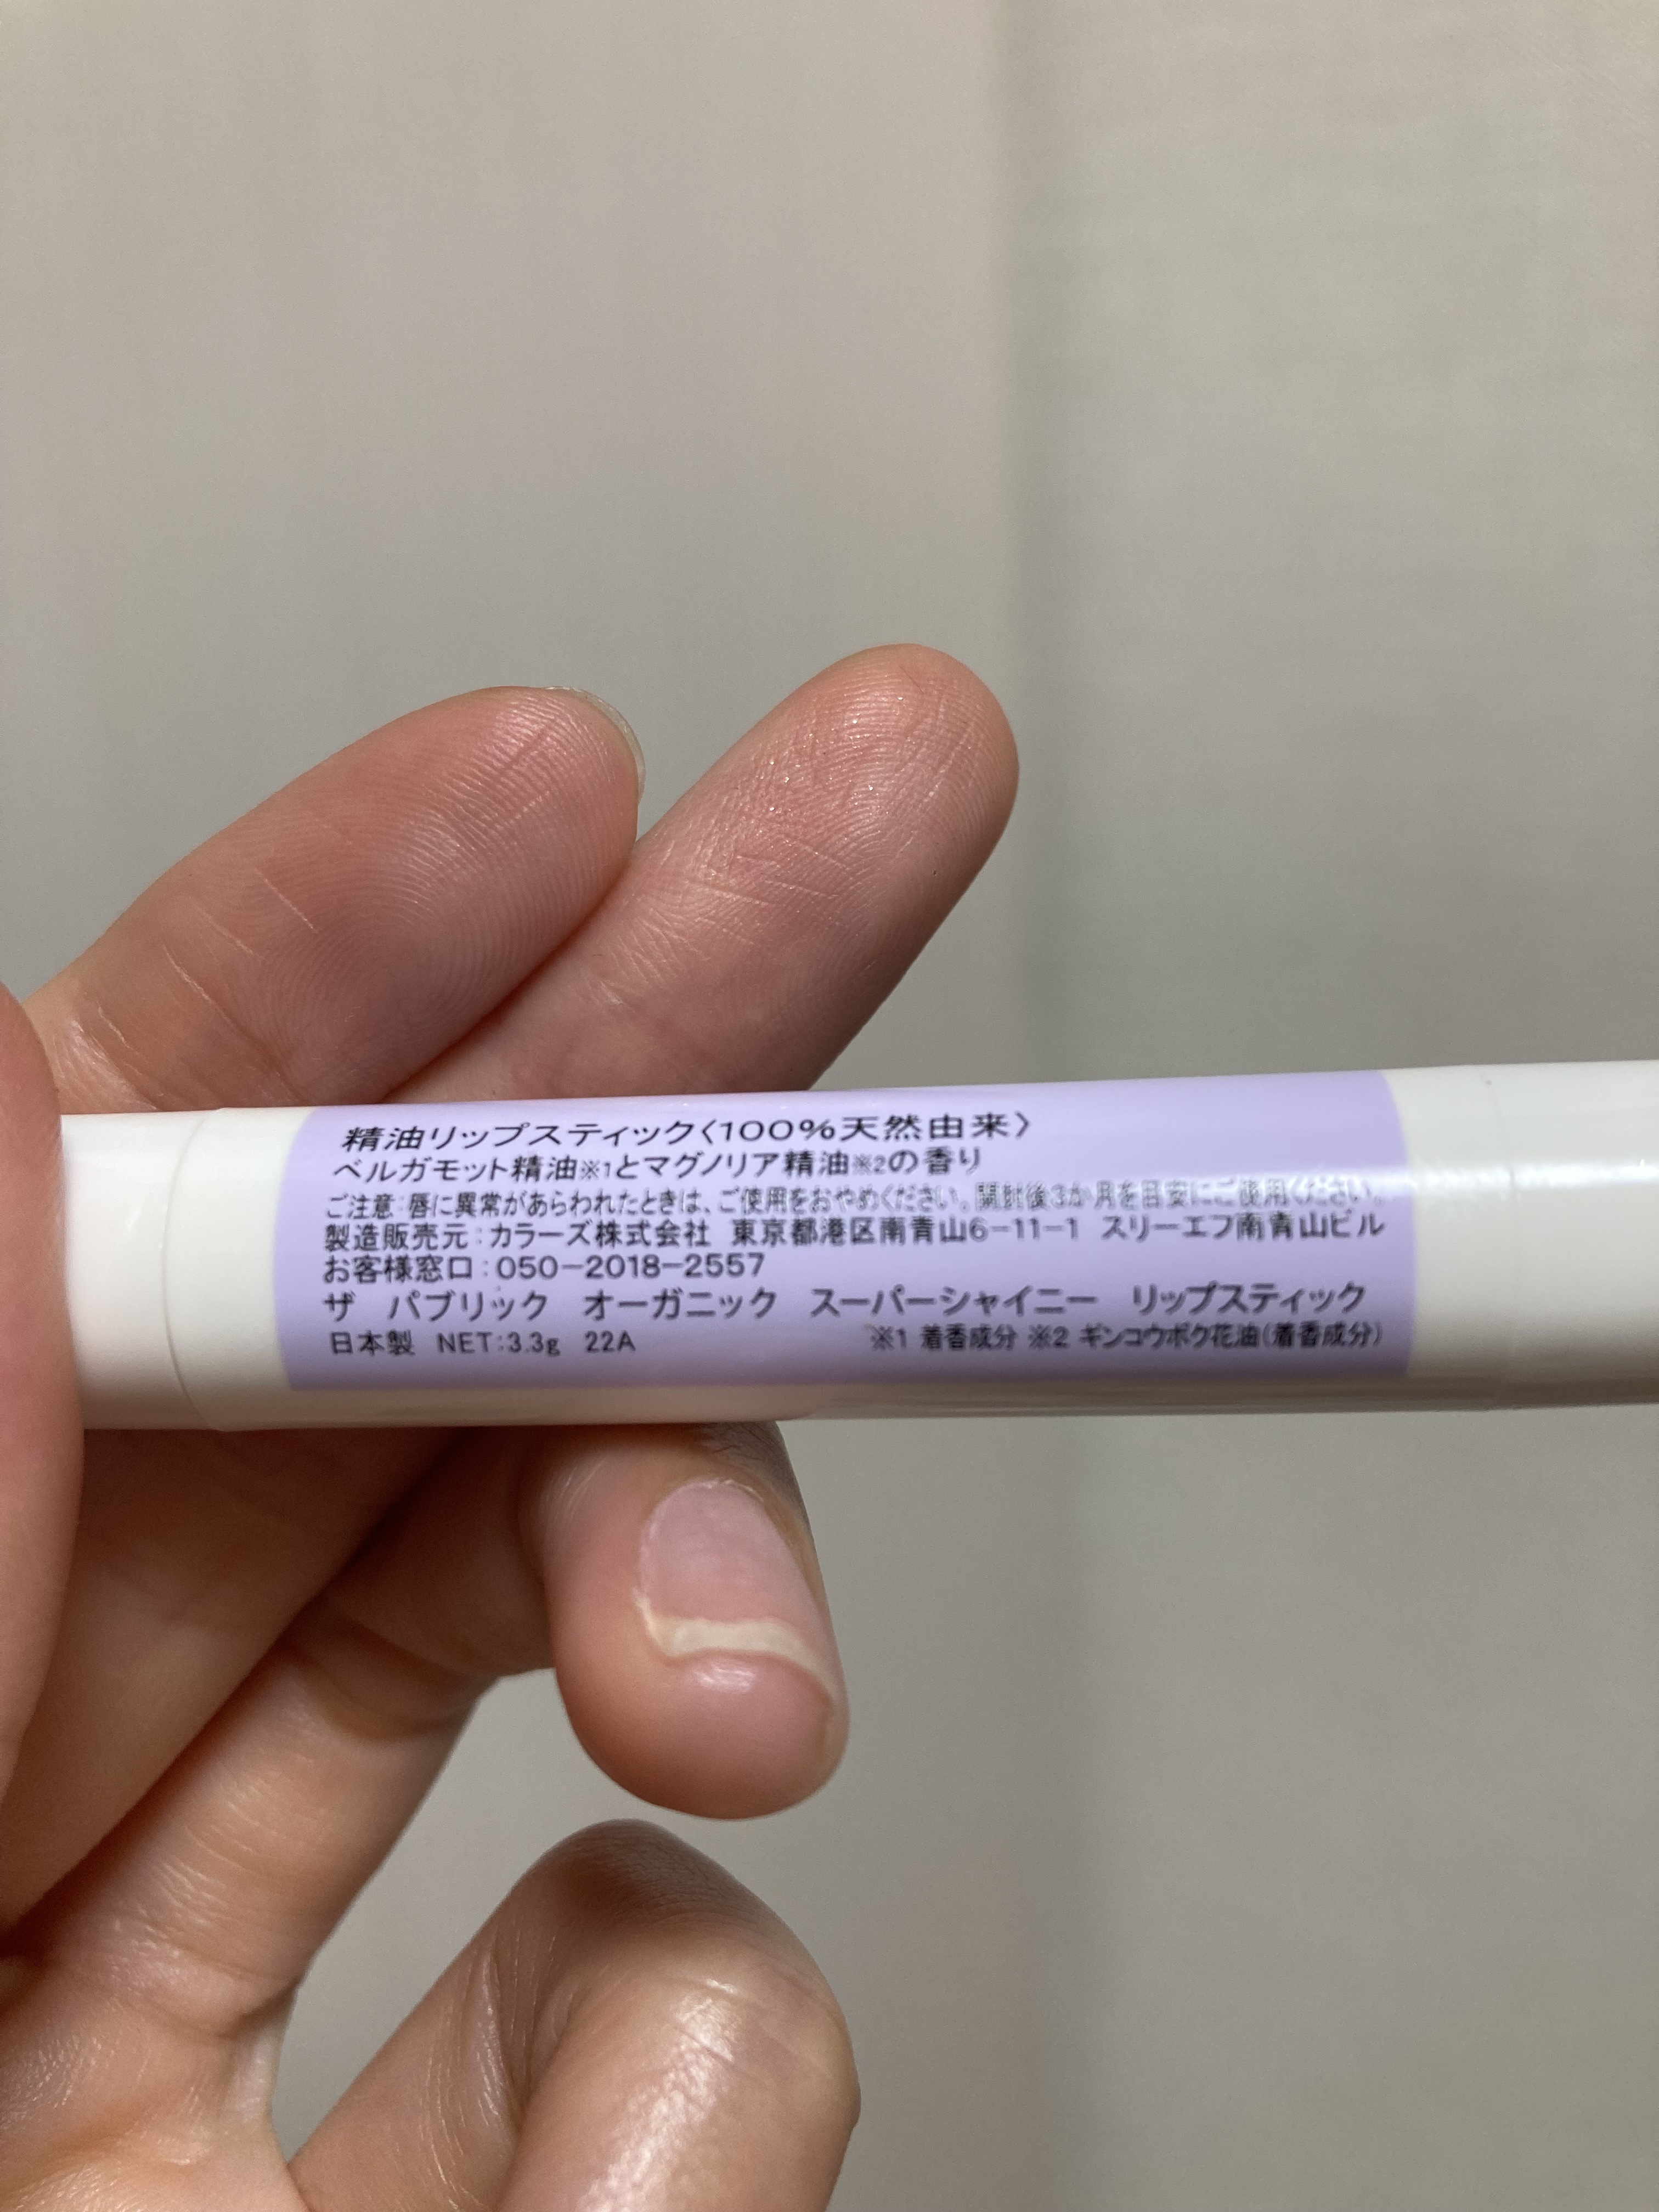 精油リップスティック〈100%天然由来〉
ベルガモット精油※1とマグノリア精油※2の香り
ご注意:唇に異常があらわれたときは、ご使用をおやめください。開封後3か月を目安にご使用ください。
製造販売元:カラーズ株式会社 東京都港区南青山6-11-1 スリーエフ南青山ビル
お客様窓口:050-2018-2557
ザ パブリック オーガニック スーパーシャイニー リップスティック
日本製 NET:3.3g 22A ※1 着香成分 ※2 ギンコウボク花油(着香成分)